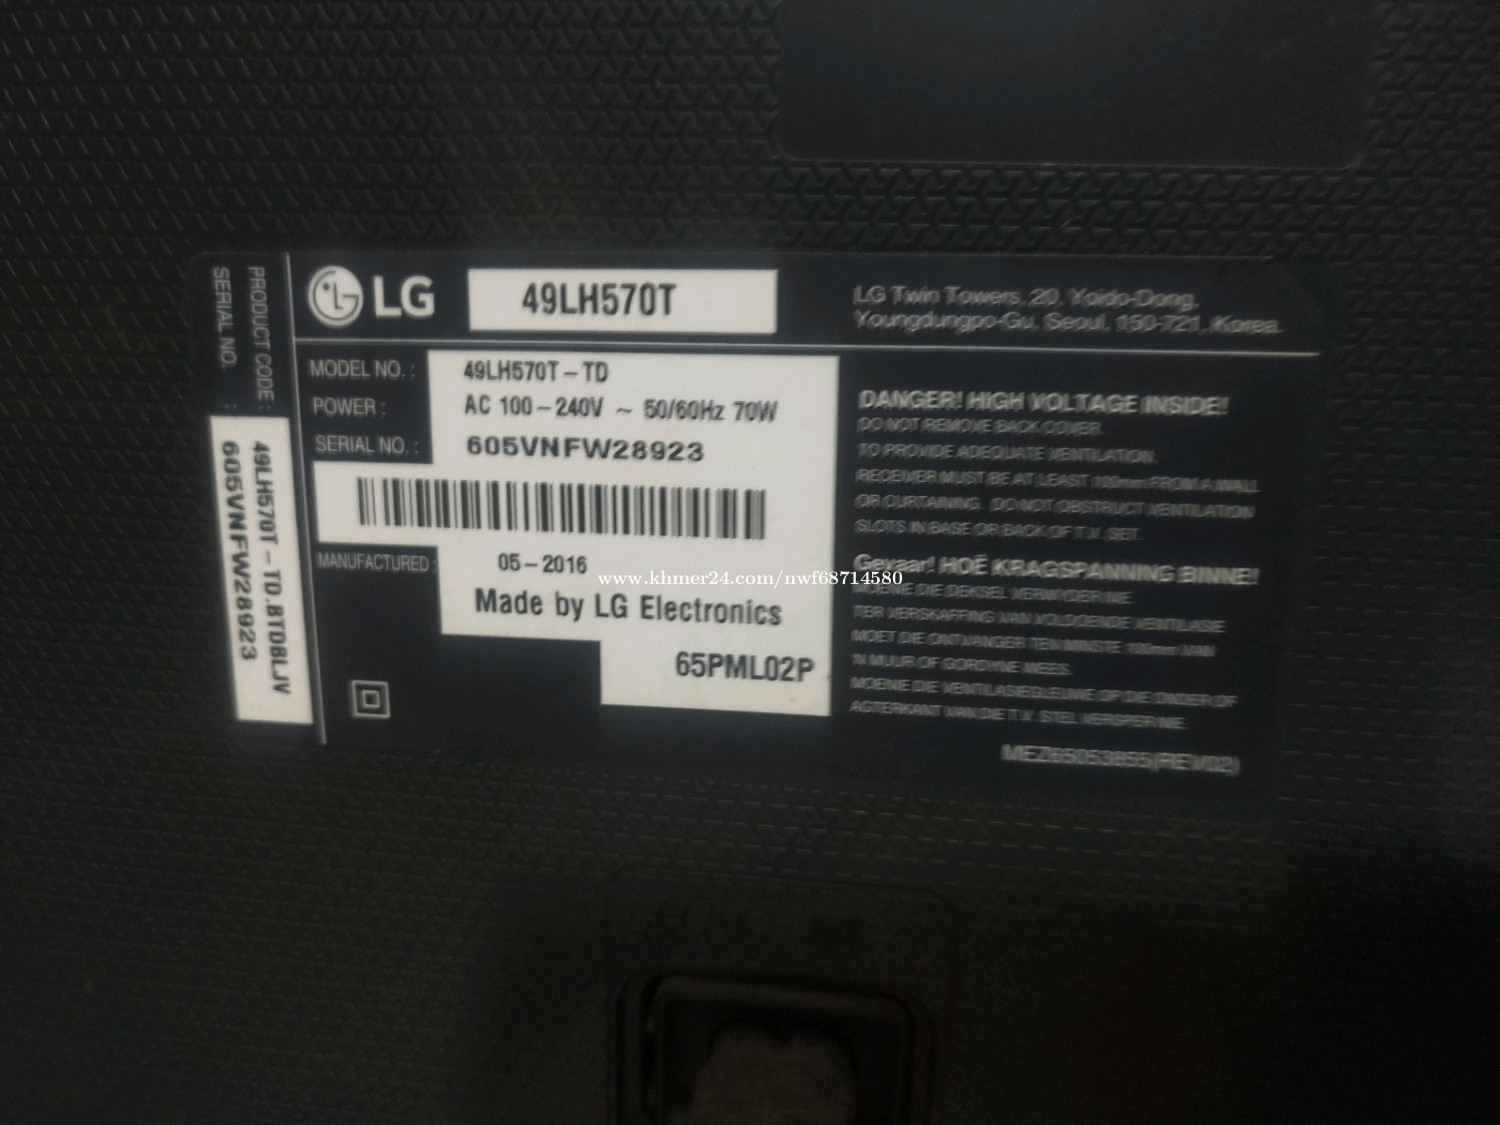 LG
49LH570T
LG Twin Towers, 20, Yoido-Dong,
Youngdungpo-Gu, Seoul, 150-721, Korea.
MODEL NO. : 49LH570T-TD
POWER : AC 100-240V ~ 50/60Hz 70W
SERIAL NO. : 605VNFW28923
MANUFACTURED : 05-2016
Made by LG Electronics
65PML02P
PRODUCT CODE : 49LH570T-TD.BTDBLJV
SERIAL NO. : 605VNFW28923
DANGER! HIGH VOLTAGE INSIDE!
DO NOT REMOVE BACK COVER.
TO PROVIDE ADEQUATE VENTILATION.
RECEIVER MUST BE AT LEAST 100mm FROM A WALL
OR CURTAINING. DO NOT OBSTRUCT VENTILATION
SLOTS IN BASE OR BACK OF T.V. SET.
Gevaar! HOË KRAGSPANNING BINNE!
MOENIE DIE DEKSEL VERWYDER NIE.
TER VERSKAFFING VAN VOLDOENDE VENTILASIE
MOET DIE ONTVANGER TEN MINSTE 100mm VAN
'N MUUR OF GORDYNE WEES.
MOENIE DIE VENTILASIEGLEUWE OP DIE ONDER OF
AGTERKANT VAN DIE T.V. STEL VERSPER NIE.
MEZ65053855(REV02)
www.khmer24.com/nwf68714580